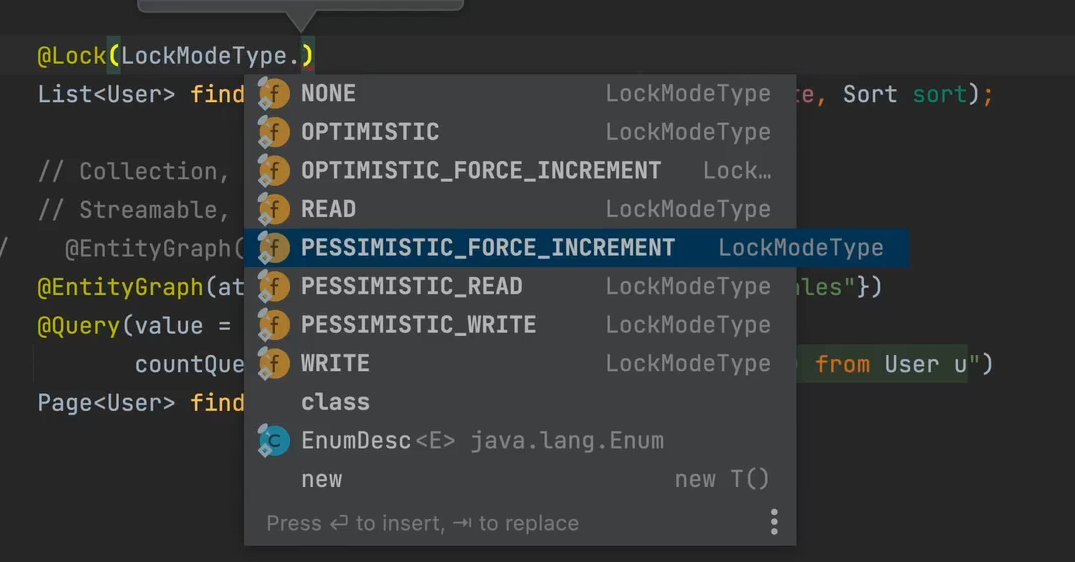 @Lock(LockModeType.)
List<User> find te, Sort sort);
NONE LockModeType
OPTIMISTIC LockModeType
// Collection,
OPTIMISTIC_FORCE_INCREMENT Lock…
// Streamable,
READ LockModeType
/ @EntityGraph(
PESSIMISTIC_FORCE_INCREMENT LockModeType
@EntityGraph(at les"})
PESSIMISTIC_READ LockModeType
@Query(value =
PESSIMISTIC_WRITE LockModeType
countQue from User u")
WRITE LockModeType
Page<User> find
class
EnumDesc<E> java.lang.Enum
new new T()
Press ↵ to insert, ⇥ to replace